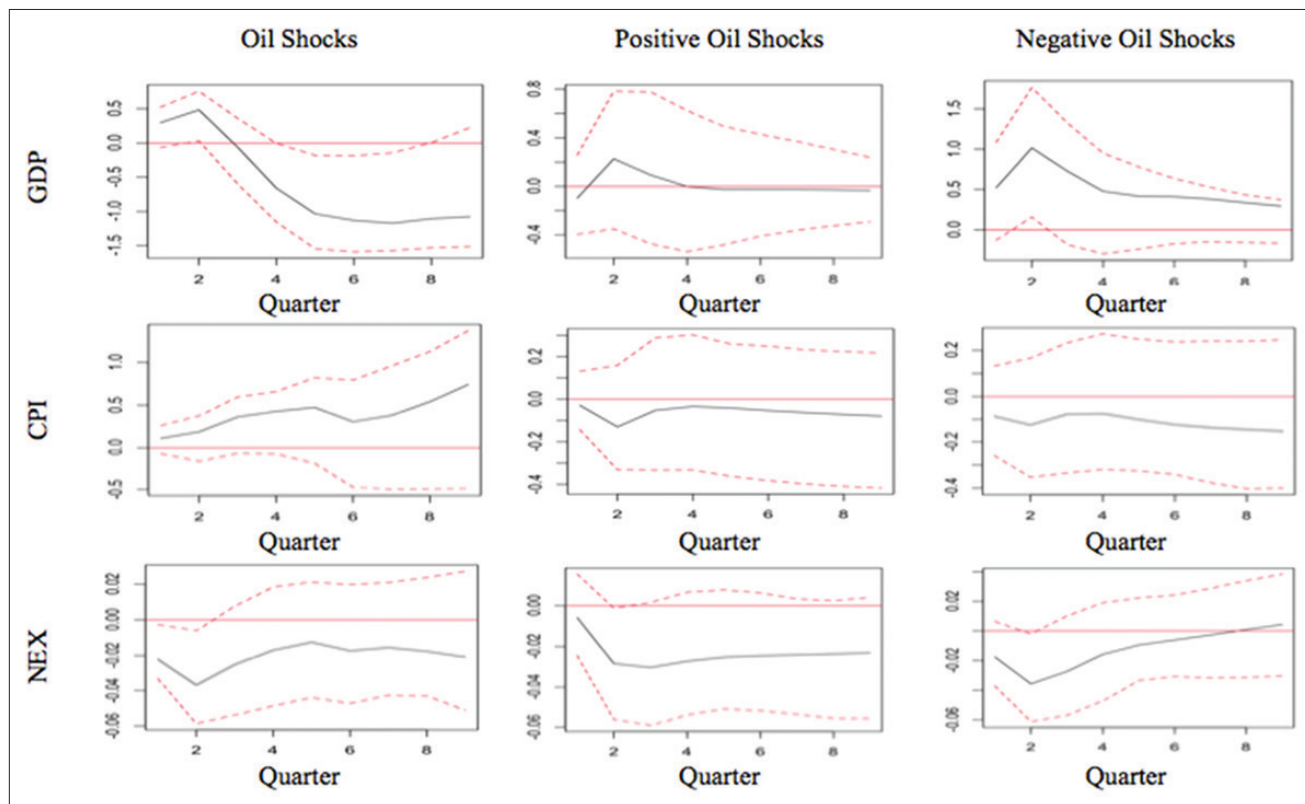 Oil Shocks
Positive Oil Shocks
Negative Oil Shocks
GDP
0.5
0.0
-0.5
-1.0
-1.5
2 4 6 8
Quarter
0.8
0.4
0.0
-0.4
2 4 6 8
Quarter
1.5
1.0
0.5
0.0
2 4 6 8
Quarter
CPI
1.0
0.5
0.0
-0.5
2 4 6 8
Quarter
0.2
0.0
-0.2
-0.4
2 4 6 8
Quarter
0.2
0.0
-0.2
-0.4
2 4 6 8
Quarter
NEX
0.02
0.00
-0.02
-0.04
-0.06
2 4 6 8
Quarter
0.00
-0.02
-0.04
-0.06
2 4 6 8
Quarter
0.02
-0.02
-0.06
2 4 6 8
Quarter